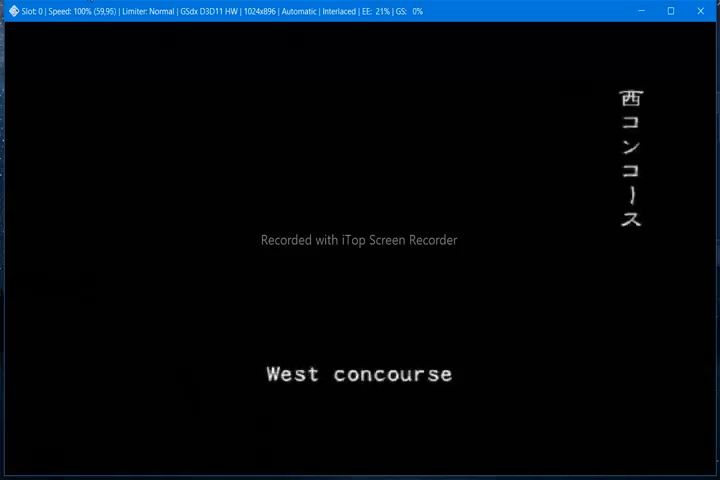 Slot: 0 | Speed: 100% (59,95) | Limiter: Normal | GSdx D3D11 HW | 1024x896 | Automatic | Interlaced | EE: 21% | GS: 0%
西コンコース
Recorded with iTop Screen Recorder
West concourse